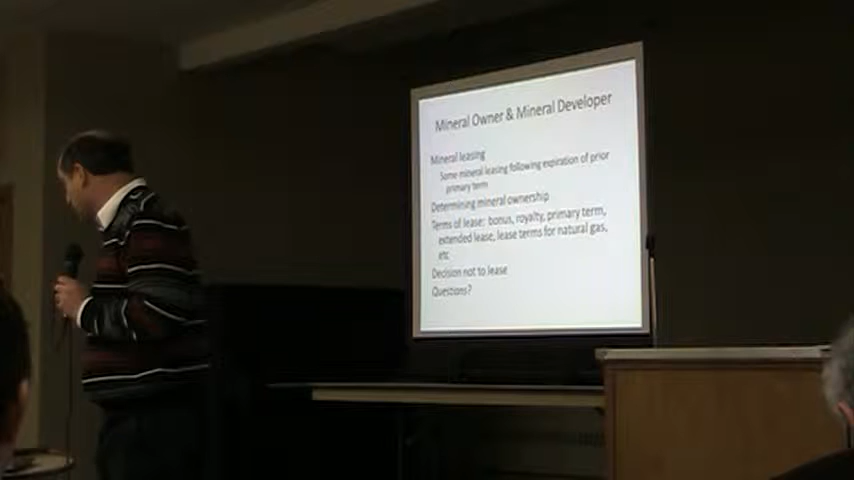 Mineral Owner & Mineral Developer
Mineral leasing
Some mineral leasing following expiration of prior
primary term
Determining mineral ownership
Terms of lease: bonus, royalty, primary term,
extended lease, lease terms for natural gas,
etc
Decision not to lease
Questions?